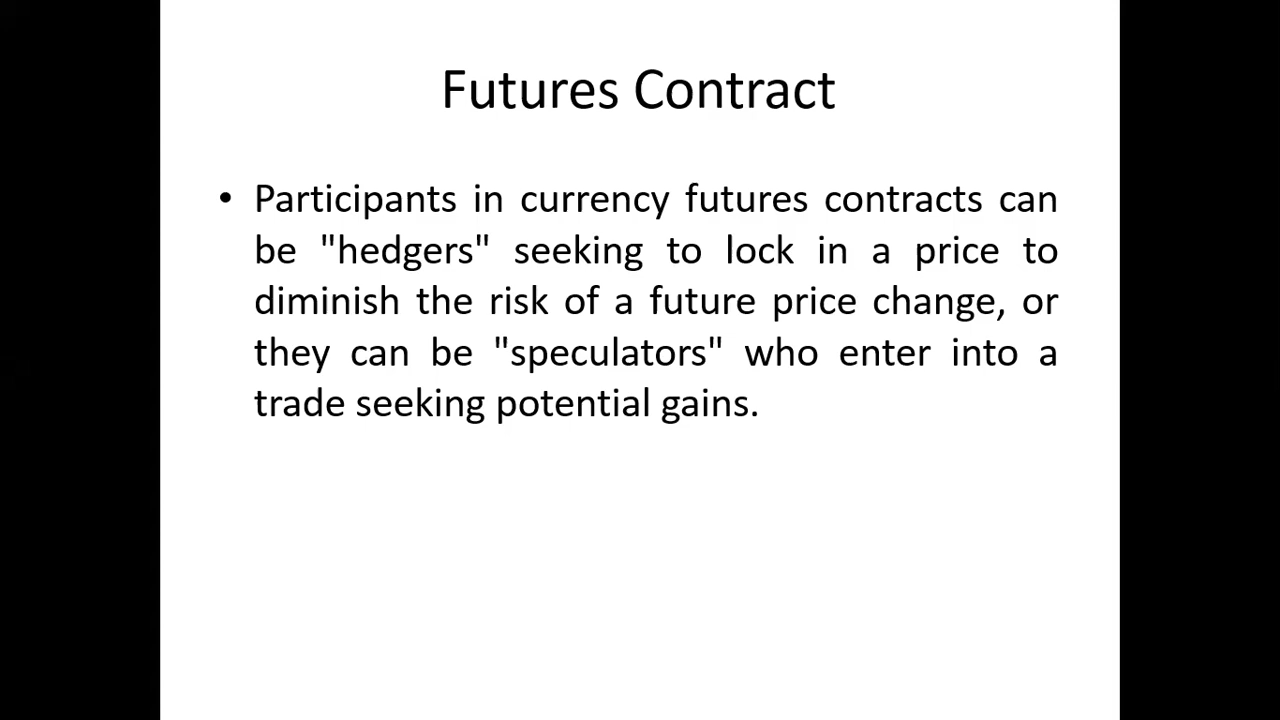 Futures Contract
• Participants in currency futures contracts can
be "hedgers" seeking to lock in a price to
diminish the risk of a future price change, or
they can be "speculators" who enter into a
trade seeking potential gains.